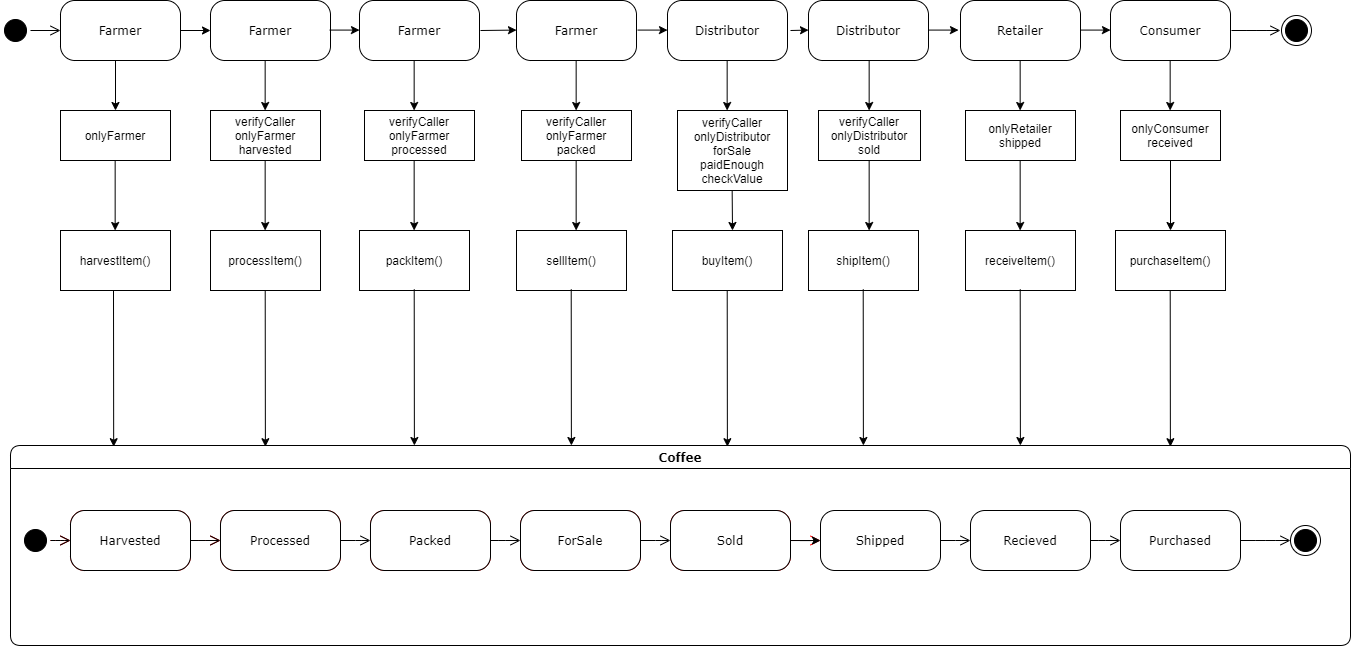 Farmer
Farmer
Farmer
Farmer
Distributor
Distributor
Retailer
Consumer
onlyFarmer
verifyCaller
onlyFarmer
harvested
verifyCaller
onlyFarmer
processed
verifyCaller
onlyFarmer
packed
verifyCaller
onlyDistributor
forSale
paidEnough
checkValue
verifyCaller
onlyDistributor
sold
onlyRetailer
shipped
onlyConsumer
received
harvestItem()
processItem()
packItem()
sellItem()
buyItem()
shipItem()
receiveItem()
purchaseItem()
Coffee
Harvested
Processed
Packed
ForSale
Sold
Shipped
Recieved
Purchased